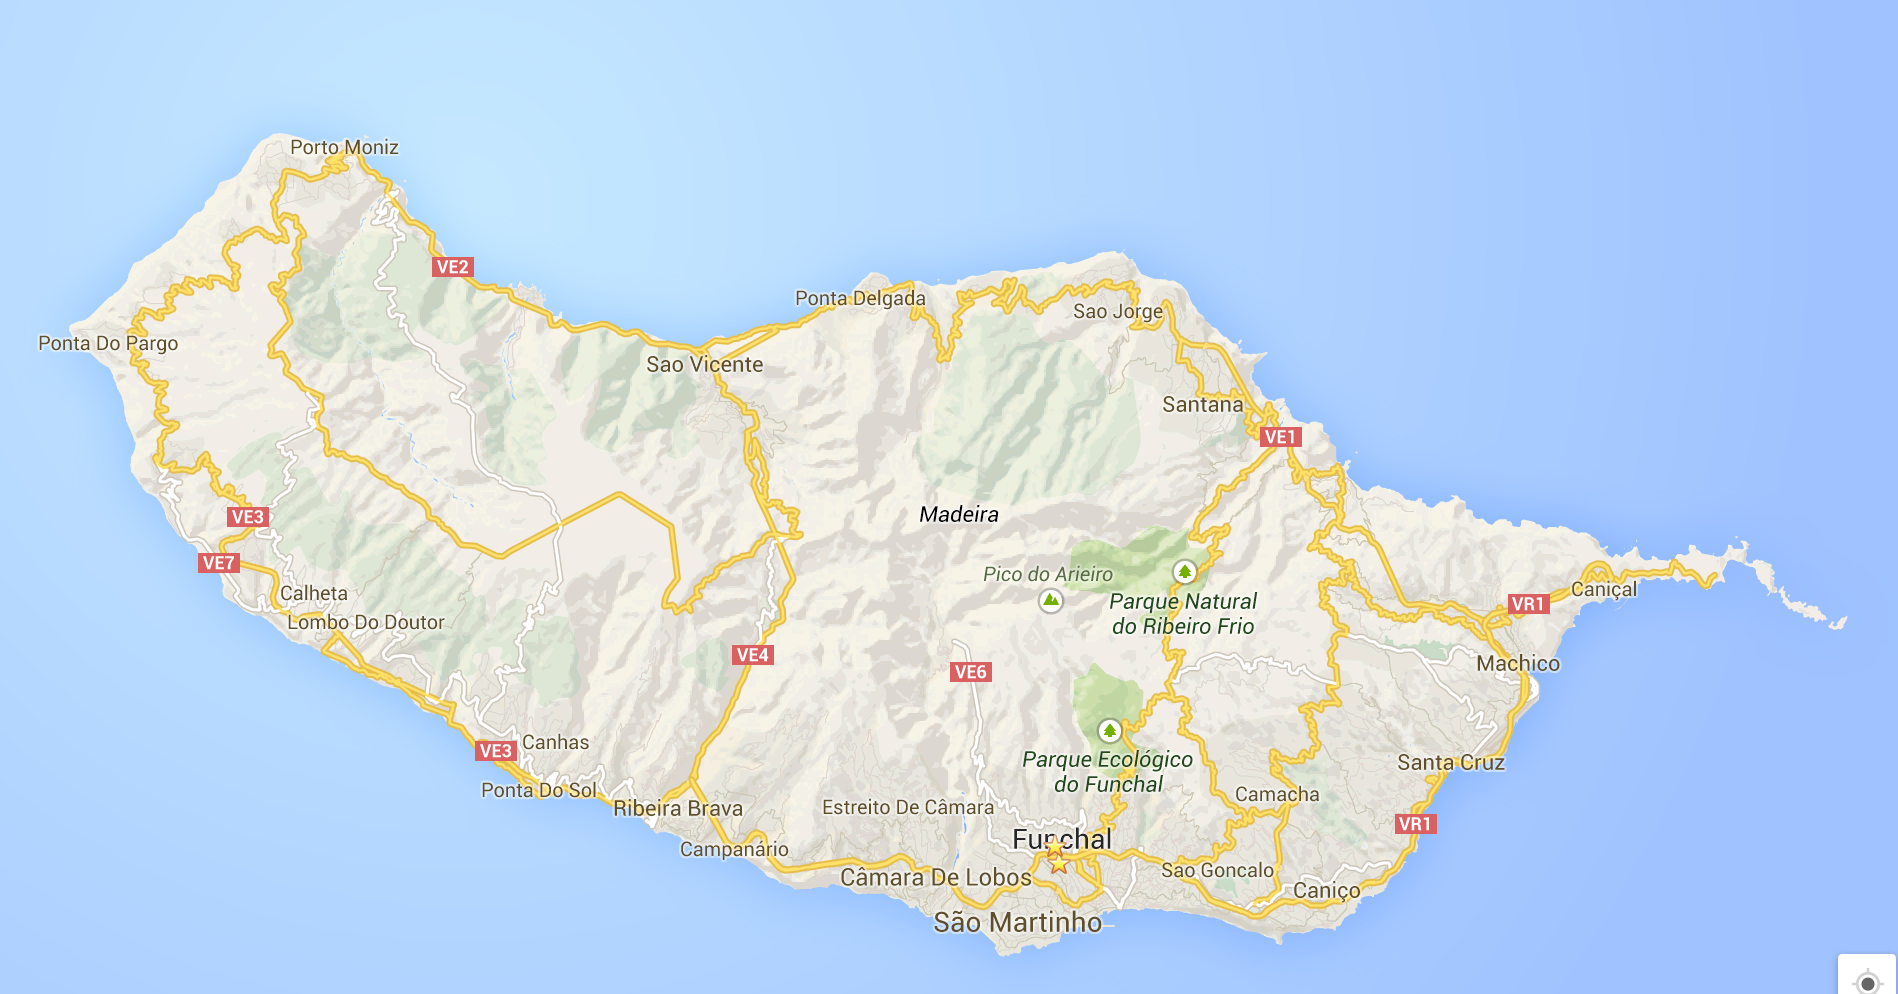 Porto Moniz
VE2
Ponta Delgada
Sao Jorge
Ponta Do Pargo
Sao Vicente
Santana
VE1
VE3
Madeira
VE7
Pico do Arieiro
Calheta
Parque Natural
do Ribeiro Frio
Caniçal
VR1
Lombo Do Doutor
VE4
VE6
Machico
VE3
Canhas
Parque Ecológico
do Funchal
Santa Cruz
Ponta Do Sol
Ribeira Brava
Estreito De Câmara
Camacha
VR1
Funchal
Campanário
Câmara De Lobos
Sao Goncalo
Caniço
São Martinho